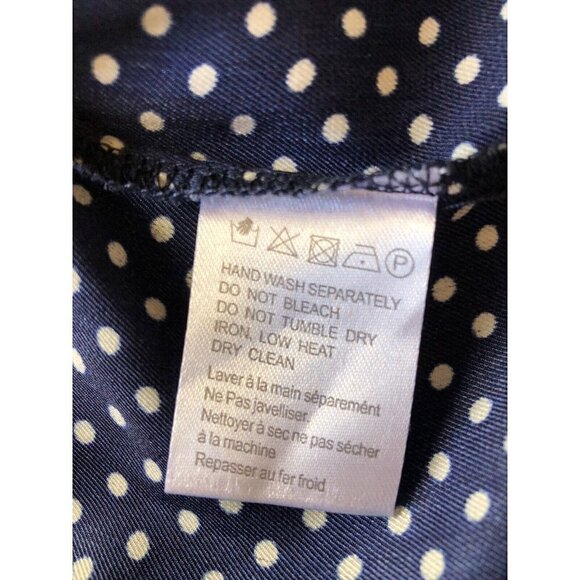 P
HAND WASH SEPARATELY
DO NOT BLEACH
DO NOT TUMBLE DRY
IRON, LOW HEAT
DRY CLEAN
Laver à la main séparément
Ne Pas javelliser
Nettoyer à sec ne pas sécher
à la machine
Repasser au fer froid